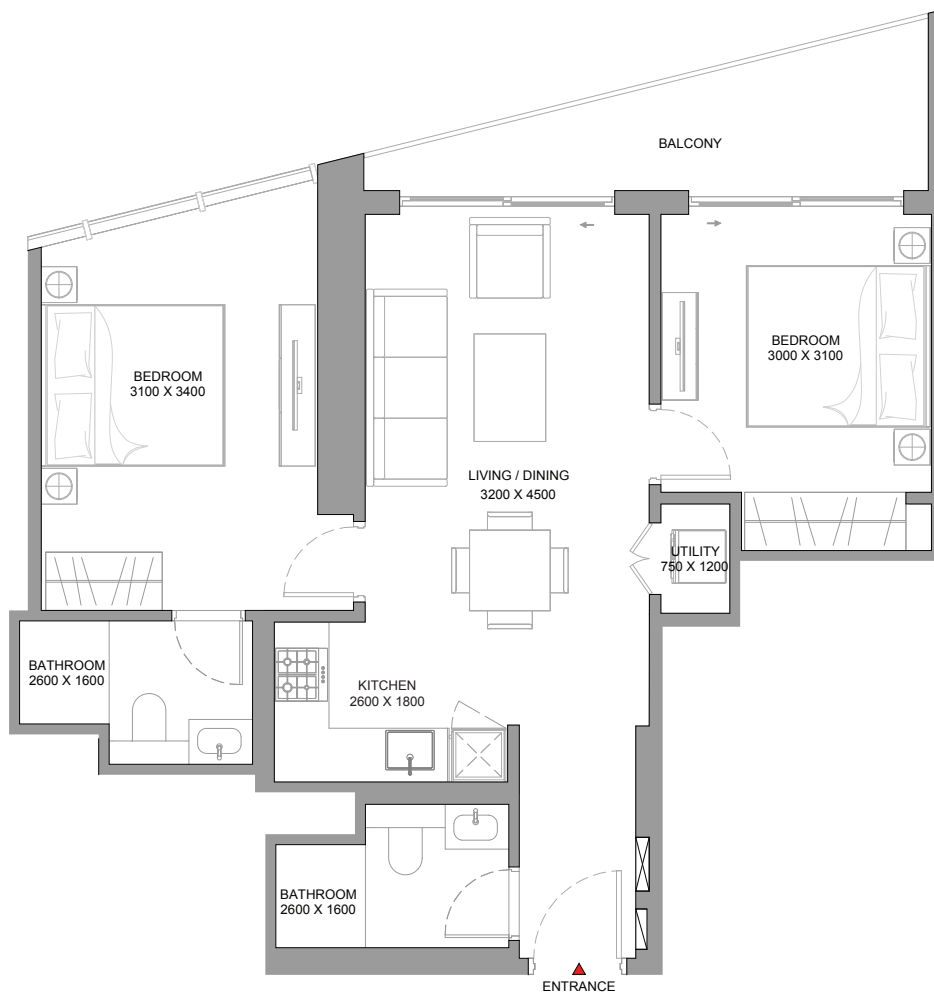 BALCONY
BEDROOM
3100 X 3400
BEDROOM
3000 X 3100
LIVING / DINING
3200 X 4500
UTILITY
750 X 1200
BATHROOM
2600 X 1600
KITCHEN
2600 X 1800
BATHROOM
2600 X 1600
ENTRANCE